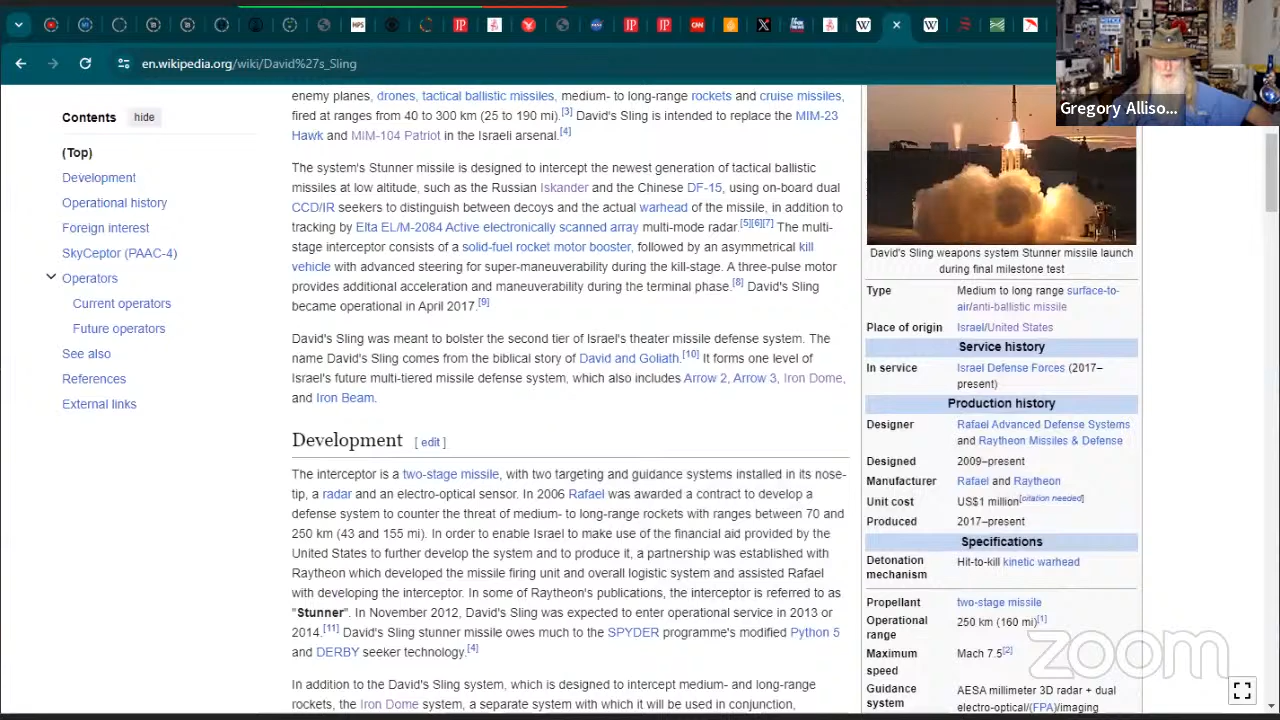 en.wikipedia.org/wiki/David%27s_Sling
Gregory Alliso...
Contents hide
(Top)
Development
Operational history
Foreign interest
SkyCeptor (PAAC-4)
Operators
Current operators
Future operators
See also
References
External links
enemy planes, drones, tactical ballistic missiles, medium- to long-range rockets and cruise missiles,
fired at ranges from 40 to 300 km (25 to 190 mi).[3] David's Sling is intended to replace the MIM-23
Hawk and MIM-104 Patriot in the Israeli arsenal.[4]
The system's Stunner missile is designed to intercept the newest generation of tactical ballistic
missiles at low altitude, such as the Russian Iskander and the Chinese DF-15, using on-board dual
CCD/IR seekers to distinguish between decoys and the actual warhead of the missile, in addition to
tracking by Elta EL/M-2084 Active electronically scanned array multi-mode radar.[5][6][7] The multi-
stage interceptor consists of a solid-fuel rocket motor booster, followed by an asymmetrical kill
vehicle with advanced steering for super-maneuverability during the kill-stage. A three-pulse motor
provides additional acceleration and maneuverability during the terminal phase.[8] David's Sling
became operational in April 2017.[9]
David's Sling was meant to bolster the second tier of Israel's theater missile defense system. The
name David's Sling comes from the biblical story of David and Goliath.[10] It forms one level of
Israel's future multi-tiered missile defense system, which also includes Arrow 2, Arrow 3, Iron Dome,
and Iron Beam.
Development [ edit ]
The interceptor is a two-stage missile, with two targeting and guidance systems installed in its nose-
tip, a radar and an electro-optical sensor. In 2006 Rafael was awarded a contract to develop a
defense system to counter the threat of medium- to long-range rockets with ranges between 70 and
250 km (43 and 155 mi). In order to enable Israel to make use of the financial aid provided by the
United States to further develop the system and to produce it, a partnership was established with
Raytheon which developed the missile firing unit and overall logistic system and assisted Rafael
with developing the interceptor. In some of Raytheon's publications, the interceptor is referred to as
"Stunner". In November 2012, David's Sling was expected to enter operational service in 2013 or
2014.[11] David's Sling stunner missile owes much to the SPYDER programme's modified Python 5
and DERBY seeker technology.[4]
In addition to the David's Sling system, which is designed to intercept medium- and long-range
rockets, the Iron Dome system, a separate system with which it will be used in conjunction,
David's Sling weapons system Stunner missile launch
during final milestone test
Type Medium to long range surface-to-
air/anti-ballistic missile
Place of origin Israel/United States
Service history
In service Israel Defense Forces (2017–
present)
Production history
Designer Rafael Advanced Defense Systems
and Raytheon Missiles & Defense
Designed 2009–present
Manufacturer Rafael and Raytheon
Unit cost US$1 million[citation needed]
Produced 2017–present
Specifications
Detonation Hit-to-kill kinetic warhead
mechanism
Propellant two-stage missile
Operational 250 km (160 mi)[1]
range
Maximum Mach 7.5[2]
speed
Guidance AESA millimeter 3D radar + dual
system electro-optical/(FPA)/imaging
zoom